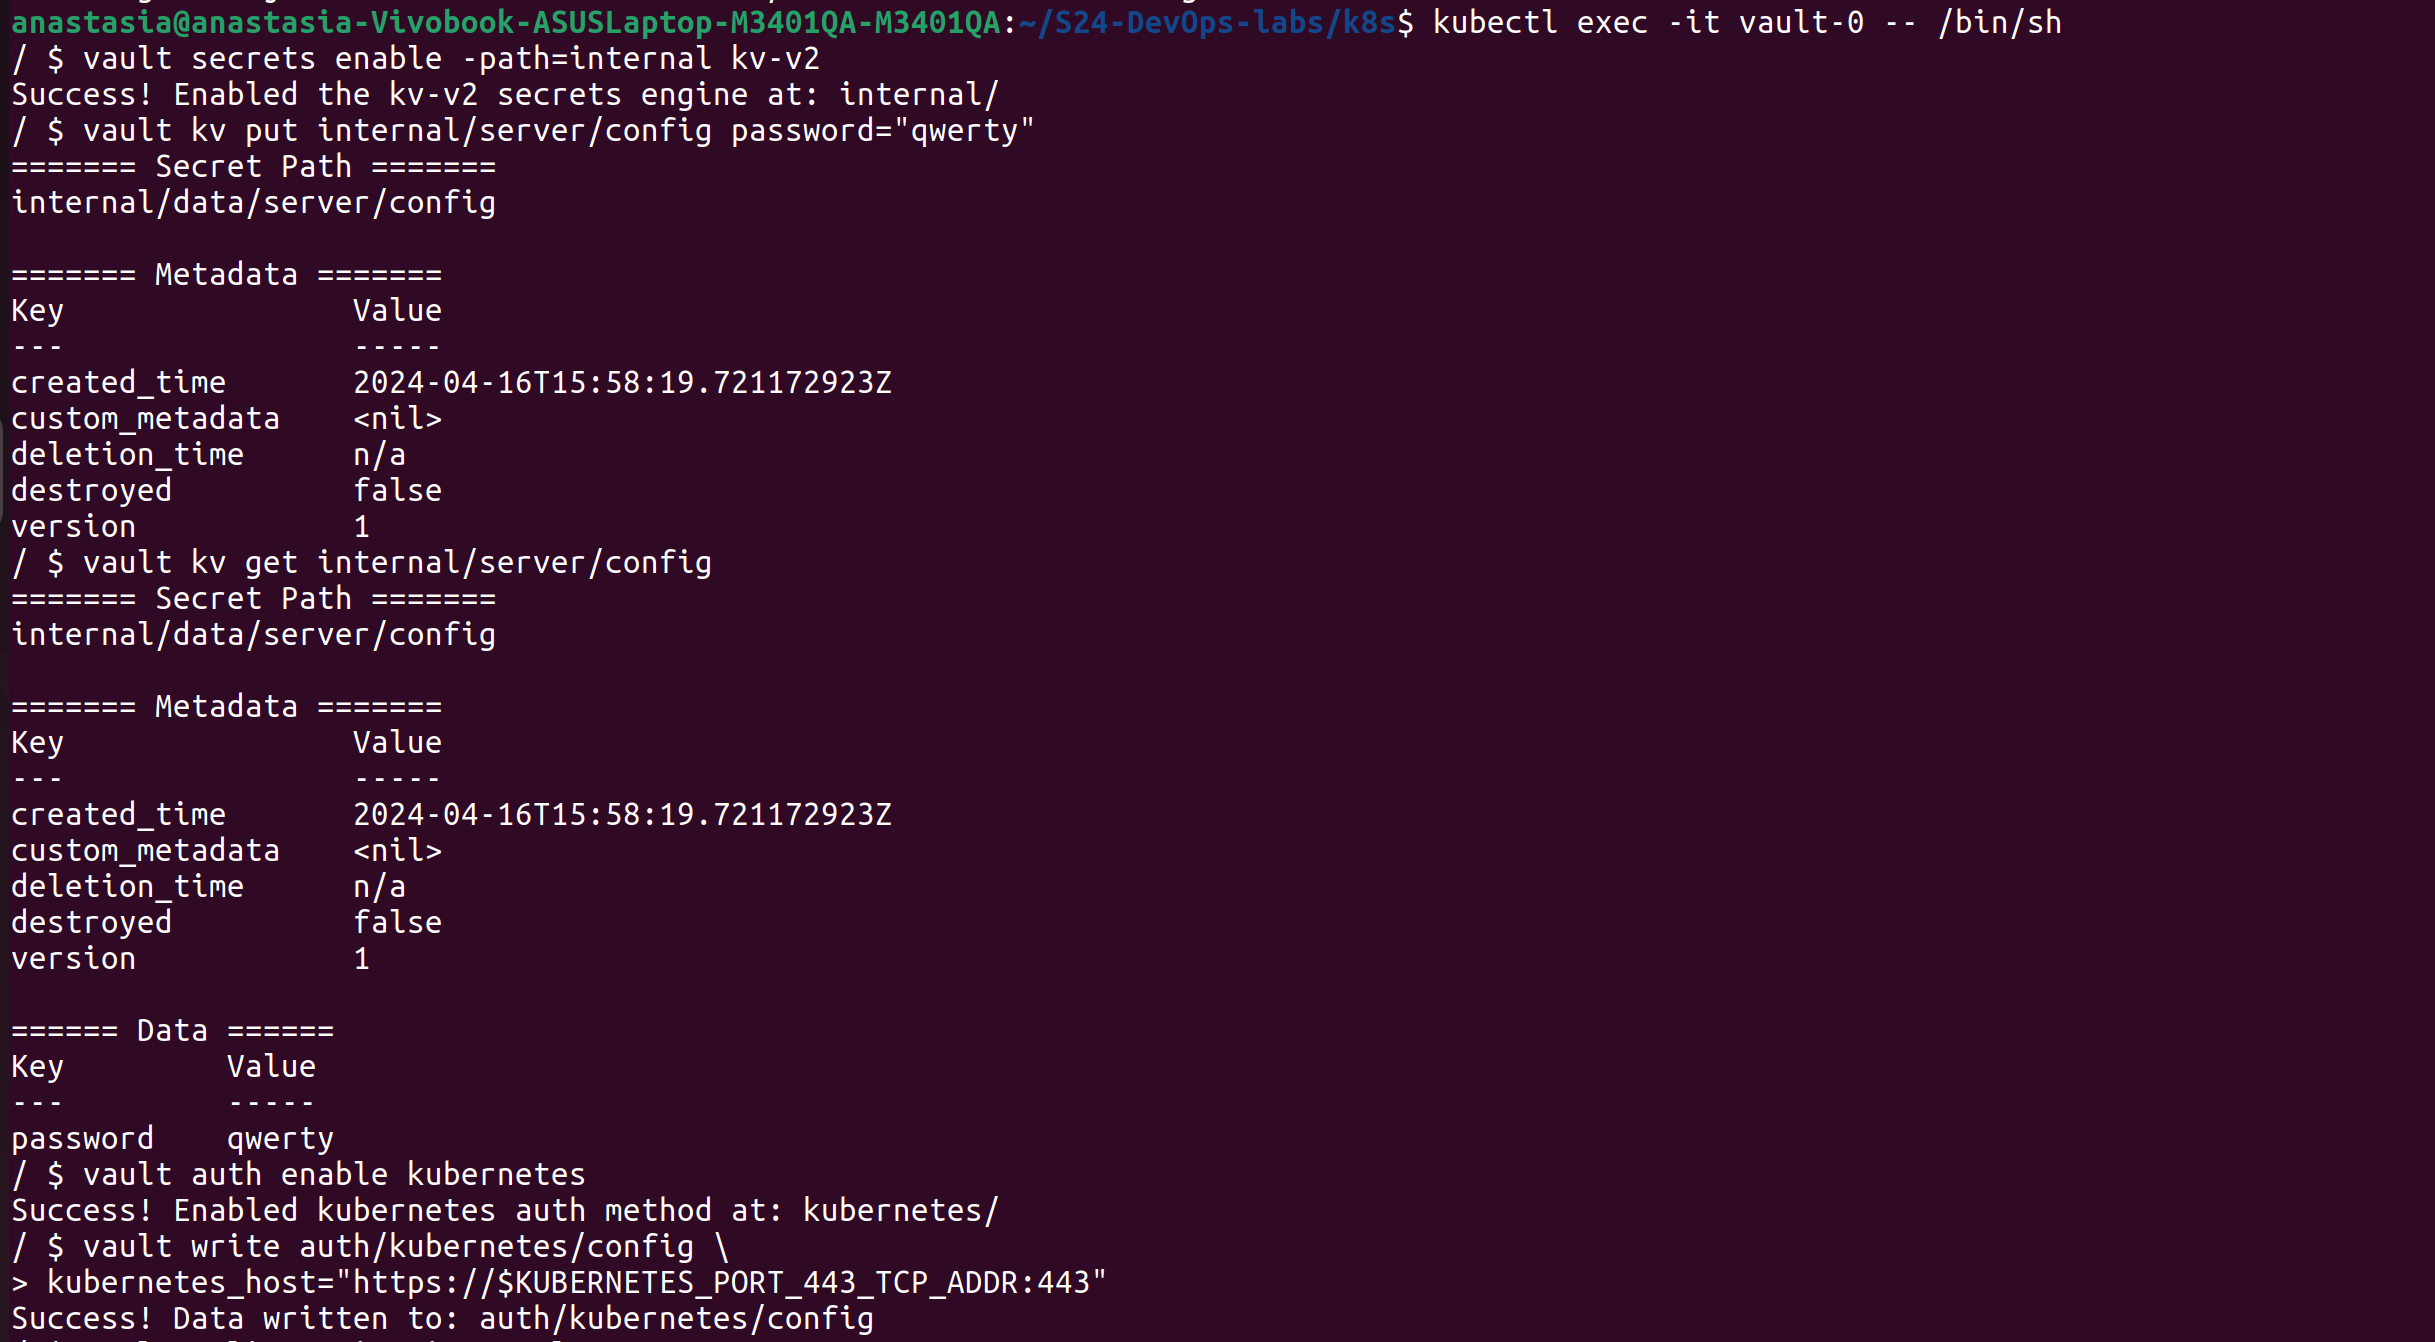 anastasia@anastasia-Vivobook-ASUSLaptop-M3401QA-M3401QA:~/S24-DevOps-labs/k8s$ kubectl exec -it vault-0 -- /bin/sh
/ $ vault secrets enable -path=internal kv-v2
Success! Enabled the kv-v2 secrets engine at: internal/
/ $ vault kv put internal/server/config password="qwerty"
======= Secret Path =======
internal/data/server/config

======= Metadata =======
Key                Value
---                -----
created_time       2024-04-16T15:58:19.721172923Z
custom_metadata    <nil>
deletion_time      n/a
destroyed          false
version            1
/ $ vault kv get internal/server/config
======= Secret Path =======
internal/data/server/config

======= Metadata =======
Key                Value
---                -----
created_time       2024-04-16T15:58:19.721172923Z
custom_metadata    <nil>
deletion_time      n/a
destroyed          false
version            1

====== Data ======
Key         Value
---         -----
password    qwerty
/ $ vault auth enable kubernetes
Success! Enabled kubernetes auth method at: kubernetes/
/ $ vault write auth/kubernetes/config \
> kubernetes_host="https://$KUBERNETES_PORT_443_TCP_ADDR:443"
Success! Data written to: auth/kubernetes/config